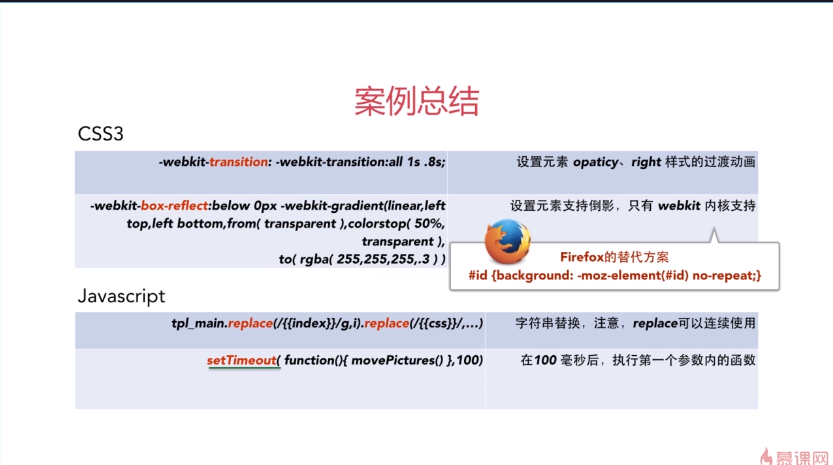 案例总结
CSS3
-webkit-transition: -webkit-transition:all 1s .8s;
设置元素 opaticy、right 样式的过渡动画
-webkit-box-reflect:below 0px -webkit-gradient(linear,left
top,left bottom,from( transparent ),colorstop( 50%,
transparent ),
to( rgba( 255,255,255,.3 ) )
设置元素支持倒影，只有 webkit 内核支持
Firefox的替代方案
#id {background: -moz-element(#id) no-repeat;}
Javascript
tpl_main.replace(/{{index}}/g,i).replace(/{{css}}/,...)
字符串替换，注意，replace可以连续使用
setTimeout( function(){ movePictures() },100)
在100 毫秒后，执行第一个参数内的函数
慕课网